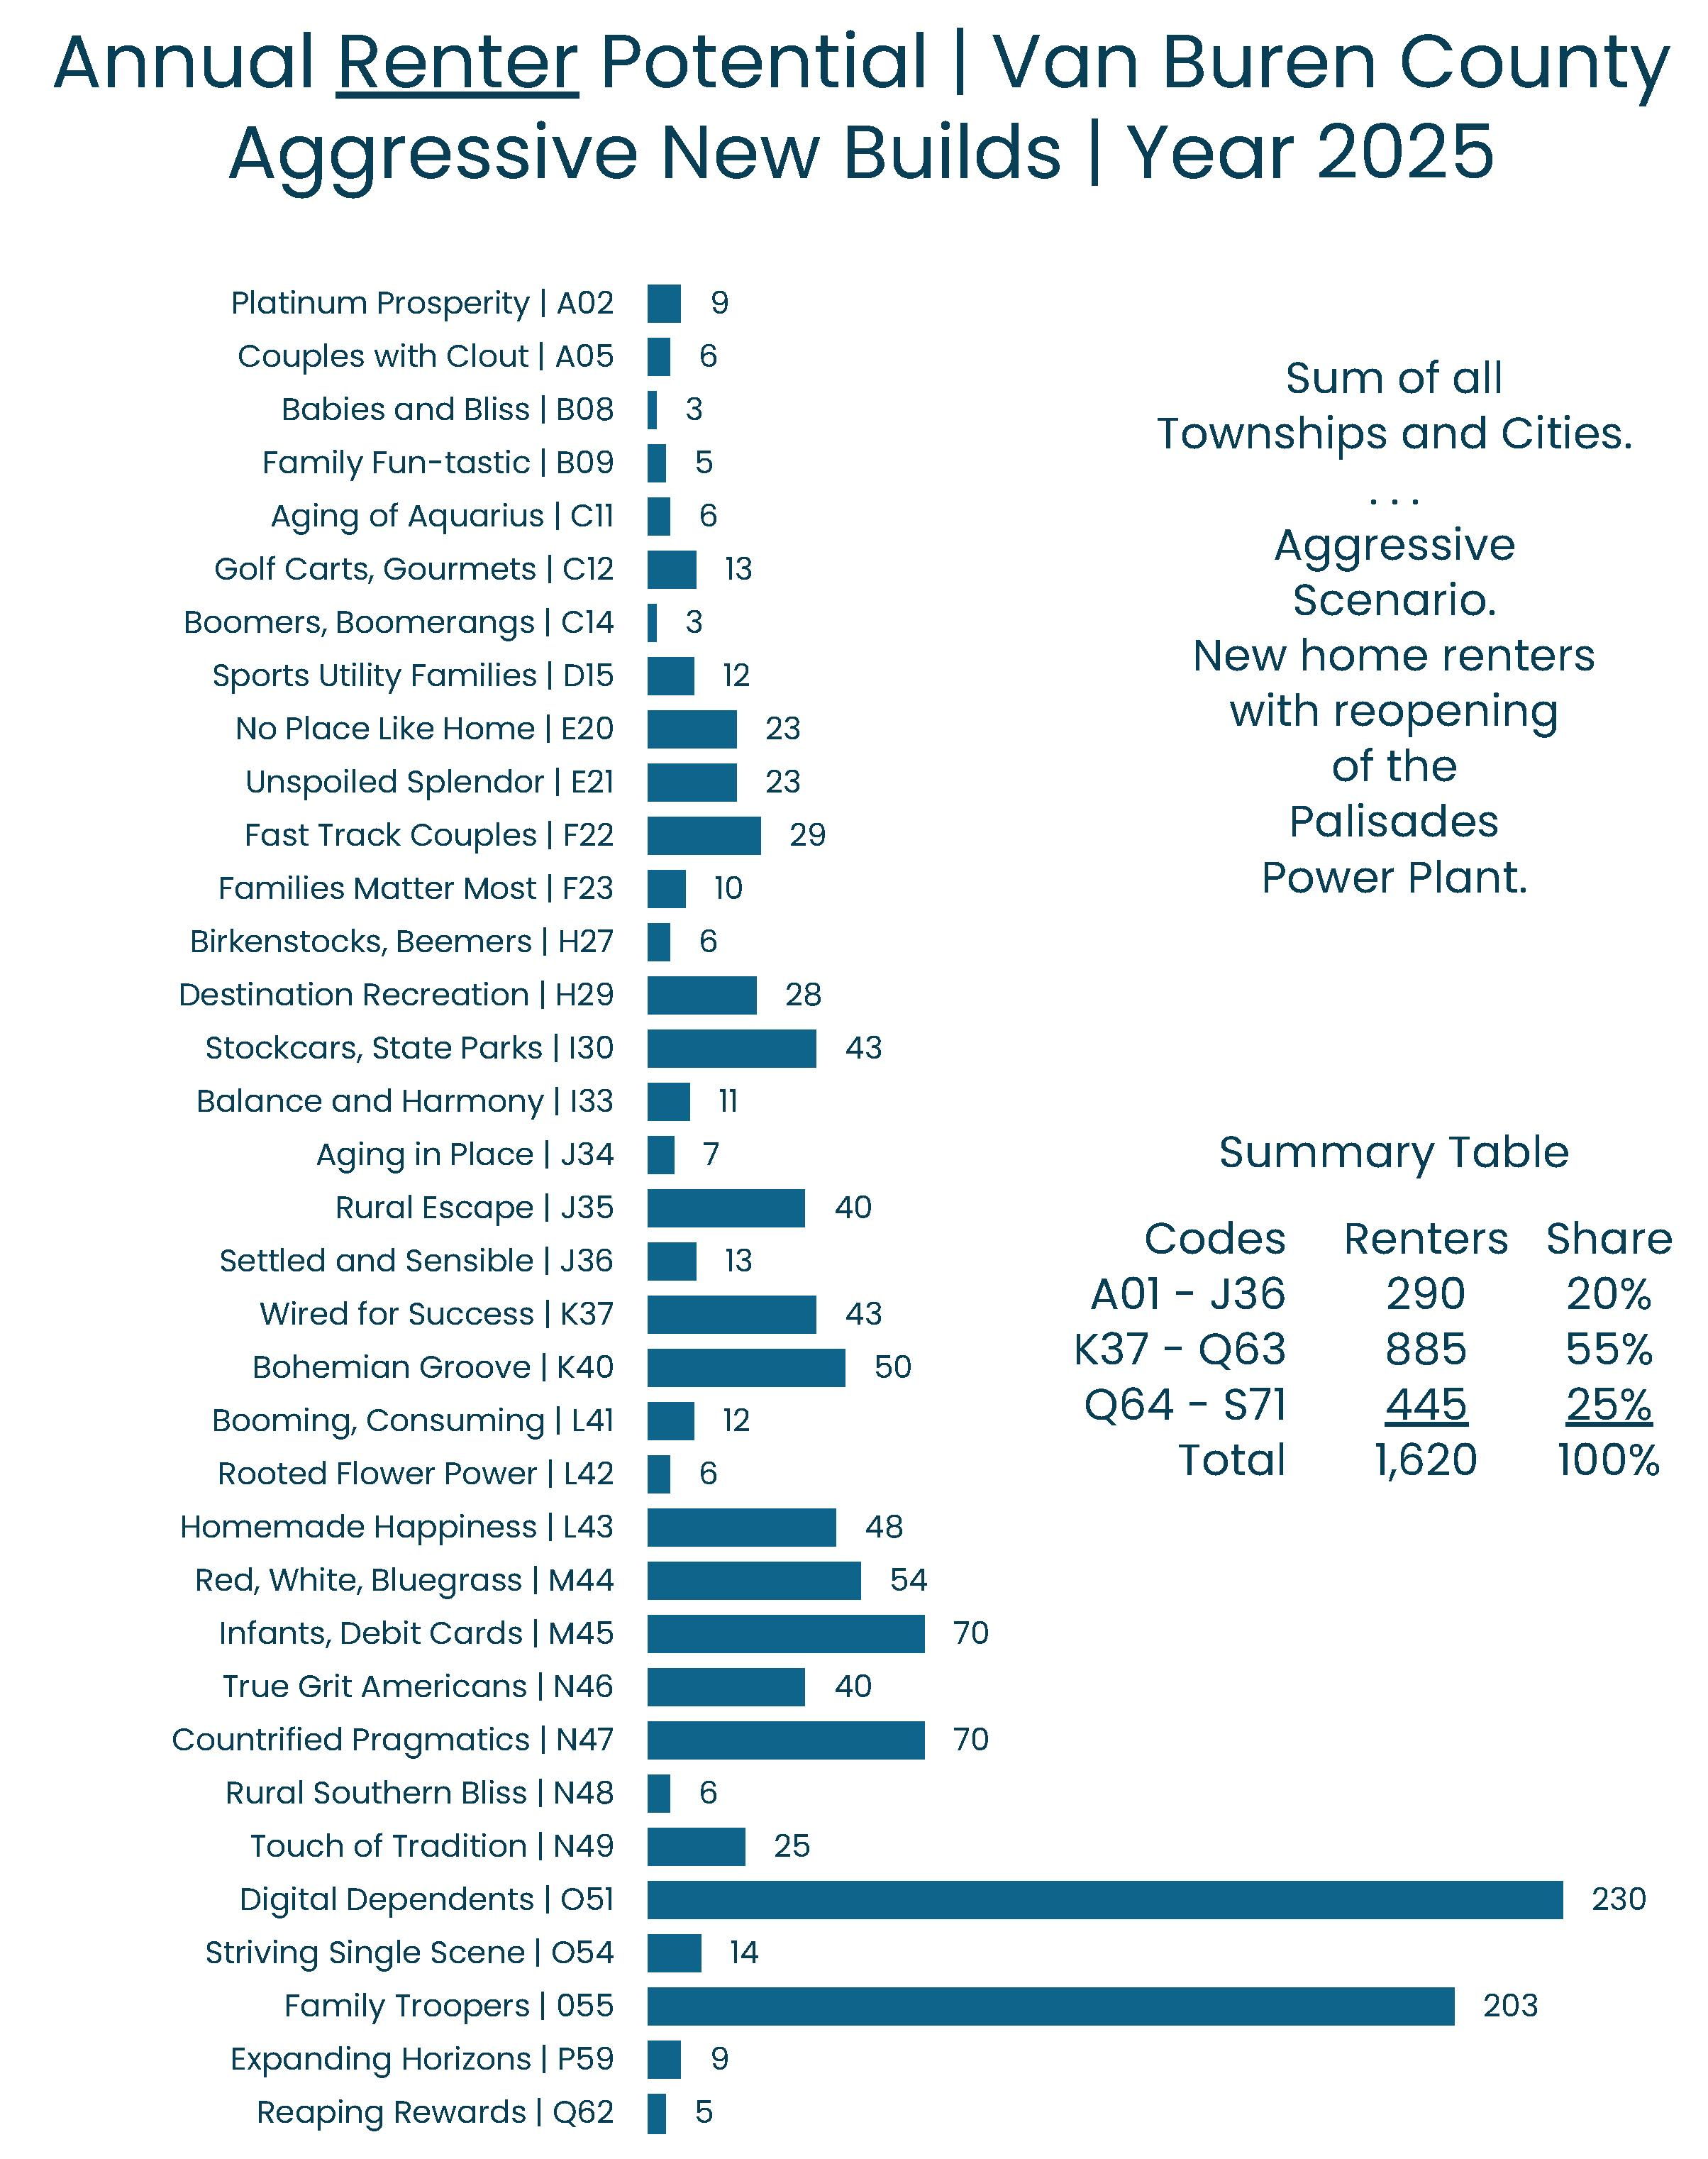 Annual Renter Potential | Van Buren County
Aggressive New Builds | Year 2025
Platinum Prosperity | A02 9
Couples with Clout | A05 6
Babies and Bliss | B08 3
Family Fun-tastic | B09 5
Aging of Aquarius | C11 6
Golf Carts, Gourmets | C12 13
Boomers, Boomerangs | C14 3
Sports Utility Families | D15 12
No Place Like Home | E20 23
Unspoiled Splendor | E21 23
Fast Track Couples | F22 29
Families Matter Most | F23 10
Birkenstocks, Beemers | H27 6
Destination Recreation | H29 28
Stockcars, State Parks | I30 43
Balance and Harmony | I33 11
Aging in Place | J34 7
Rural Escape | J35 40
Settled and Sensible | J36 13
Wired for Success | K37 43
Bohemian Groove | K40 50
Booming, Consuming | L41 12
Rooted Flower Power | L42 6
Homemade Happiness | L43 48
Red, White, Bluegrass | M44 54
Infants, Debit Cards | M45 70
True Grit Americans | N46 40
Countrified Pragmatics | N47 70
Rural Southern Bliss | N48 6
Touch of Tradition | N49 25
Digital Dependents | O51 230
Striving Single Scene | O54 14
Family Troopers | 055 203
Expanding Horizons | P59 9
Reaping Rewards | Q62 5
Sum of all
Townships and Cities.
. . .
Aggressive
Scenario.
New home renters
with reopening
of the
Palisades
Power Plant.
Summary Table
Codes Renters Share
A01 - J36 290 20%
K37 - Q63 885 55%
Q64 - S71 445 25%
Total 1,620 100%